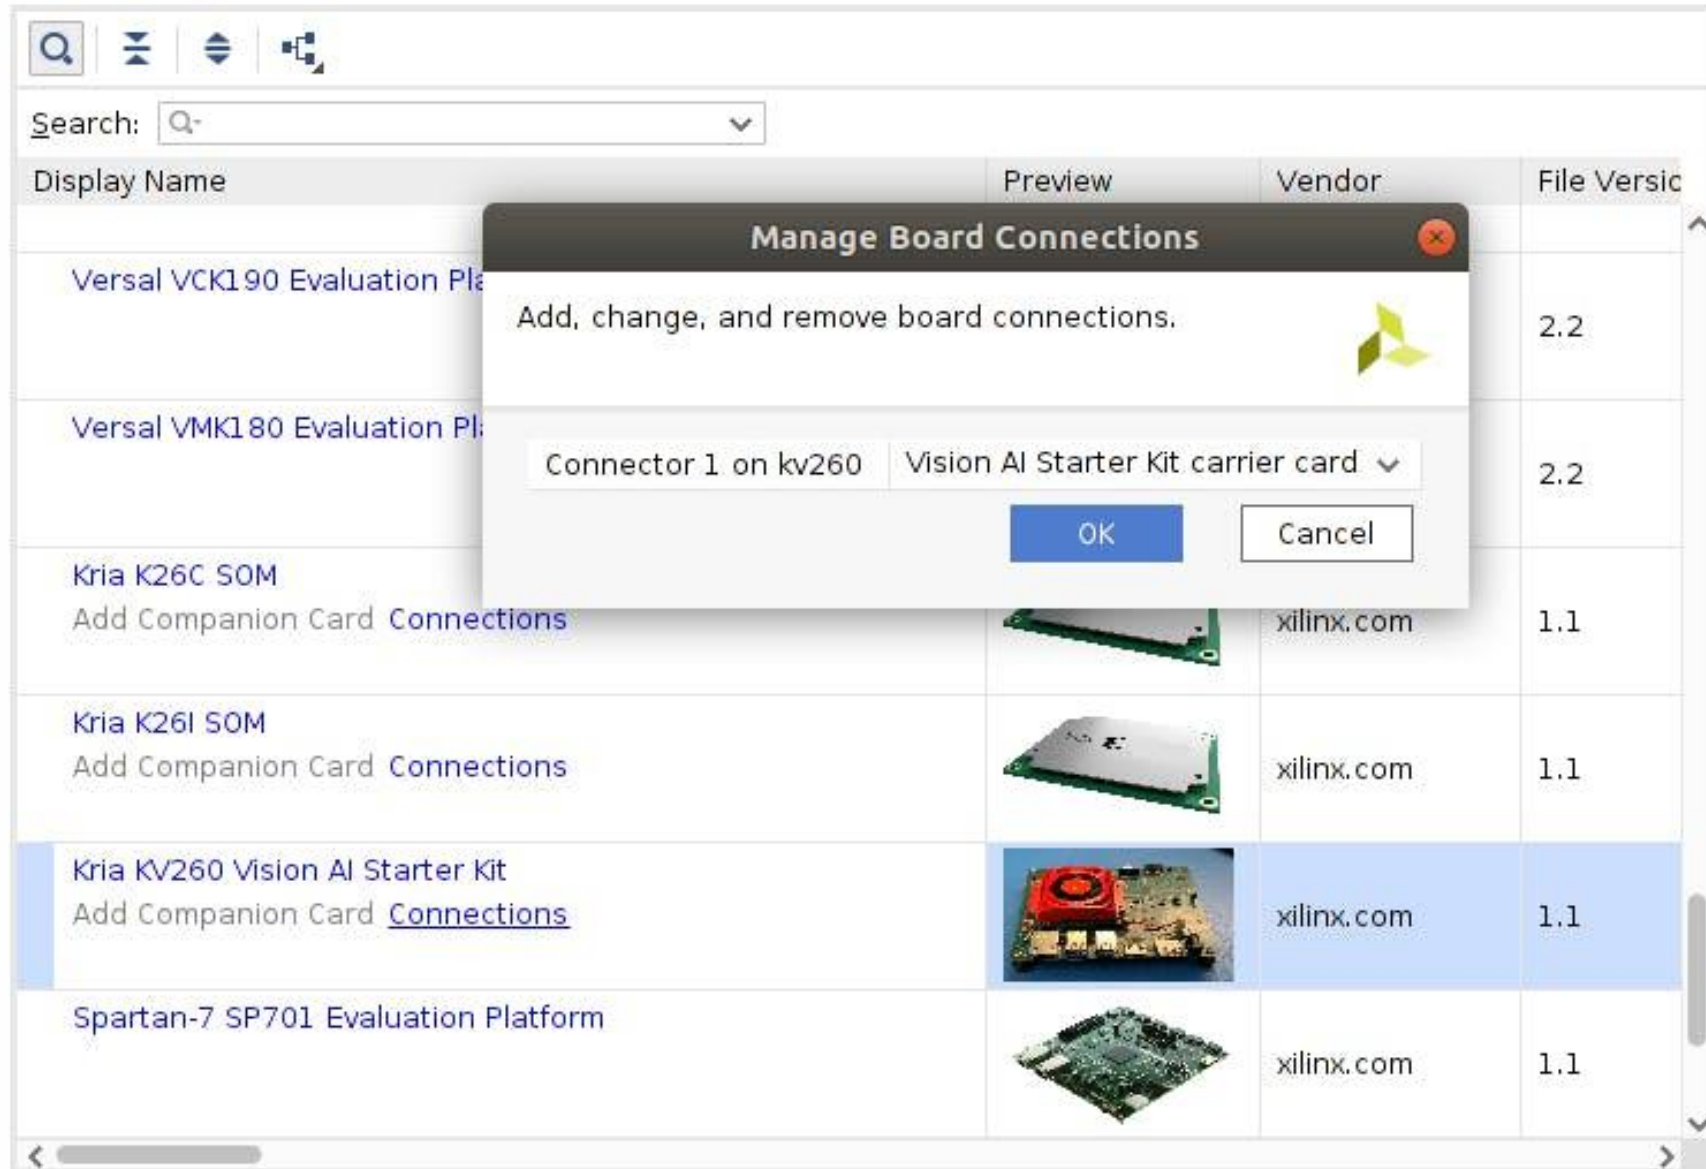 Search:
Display Name Preview Vendor File Versio
Manage Board Connections
Versal VCK190 Evaluation Pla
Add, change, and remove board connections.
2.2
Versal VMK180 Evaluation Pl
Connector 1 on kv260 Vision AI Starter Kit carrier card
2.2
OK Cancel
Kria K26C SOM
Add Companion Card Connections xilinx.com 1.1
Kria K26I SOM
Add Companion Card Connections xilinx.com 1.1
Kria KV260 Vision AI Starter Kit
Add Companion Card Connections xilinx.com 1.1
Spartan-7 SP701 Evaluation Platform
xilinx.com 1.1